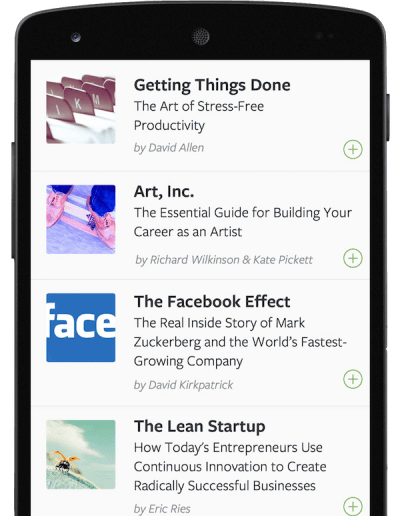 Getting Things Done
The Art of Stress-Free
Productivity
by David Allen
Art, Inc.
The Essential Guide for Building Your
Career as an Artist
by Richard Wilkinson & Kate Pickett
face
The Facebook Effect
The Real Inside Story of Mark
Zuckerberg and the World's Fastest-
Growing Company
by David Kirkpatrick
The Lean Startup
How Today's Entrepreneurs Use
Continuous Innovation to Create
Radically Successful Businesses
by Eric Ries